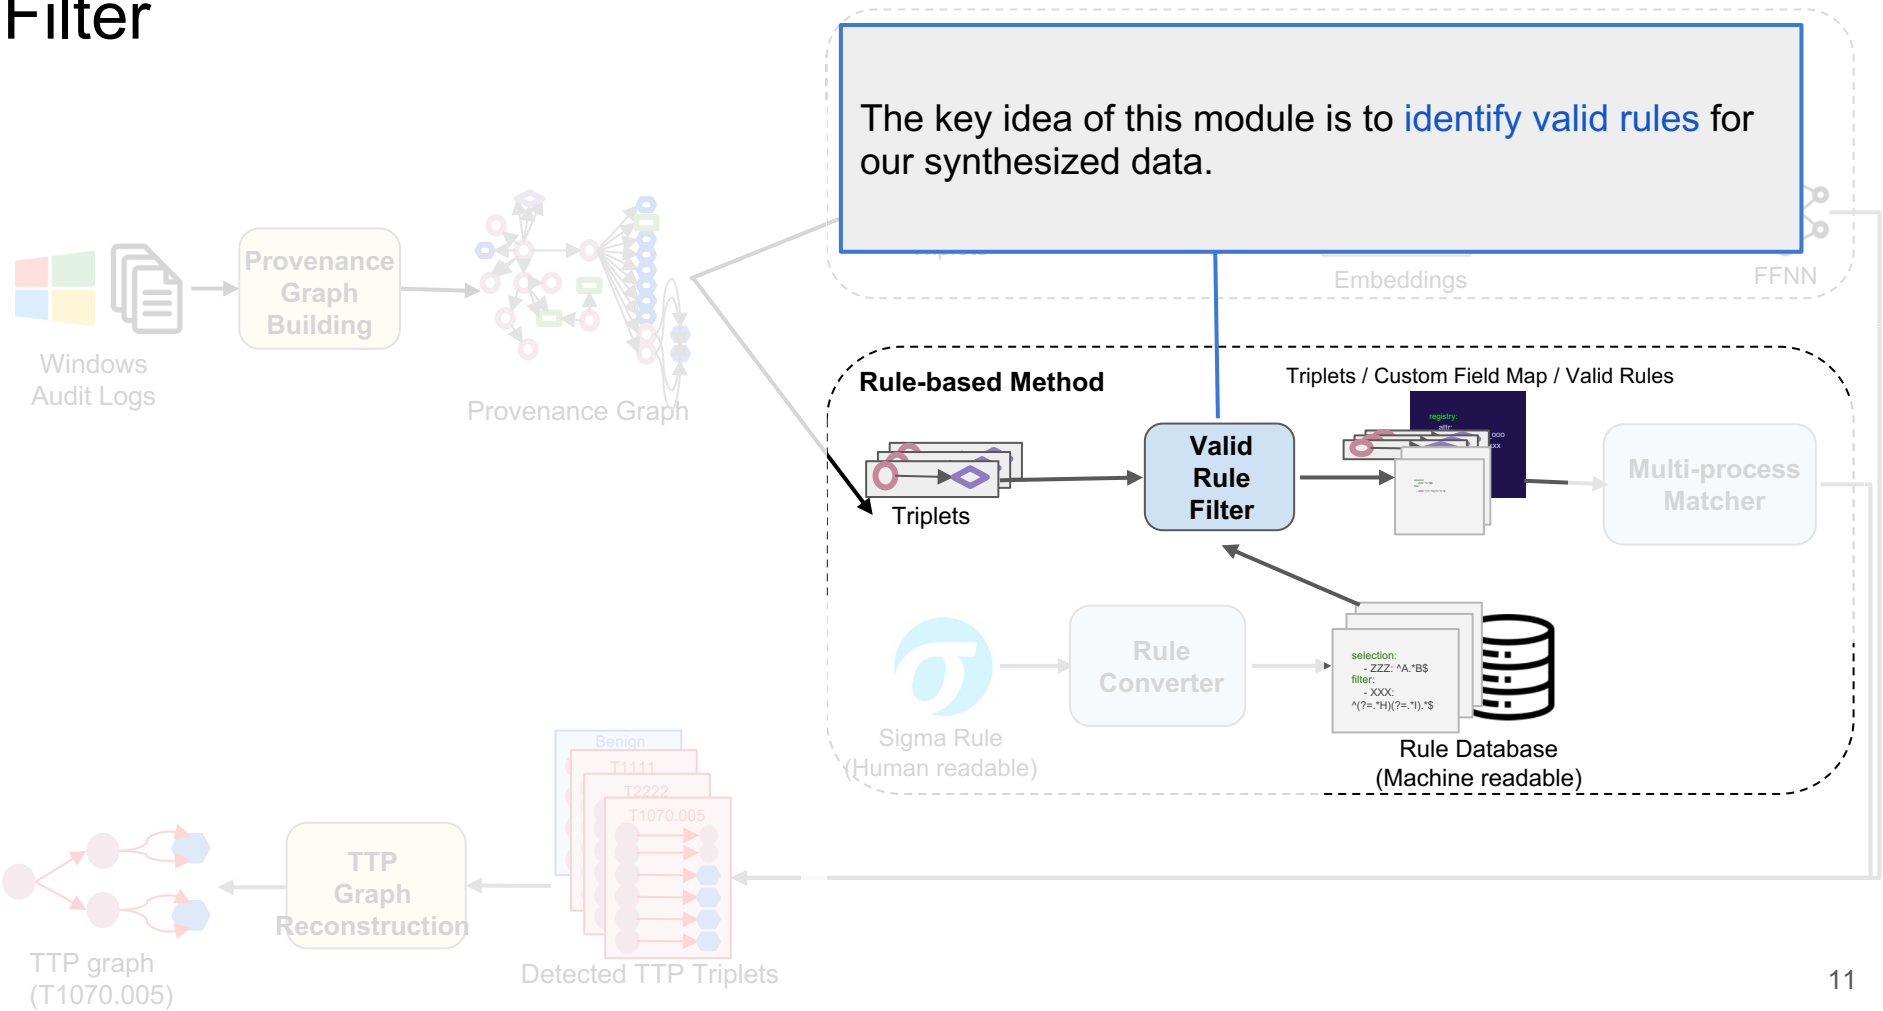 Filter
The key idea of this module is to identify valid rules for
our synthesized data.
Embeddings
FFNN
Provenance
Graph
Building
Windows
Audit Logs
Provenance Graph
Rule-based Method
Triplets / Custom Field Map / Valid Rules
registry:
attr:
Triplets
Valid
Rule
Filter
Multi-process
Matcher
Sigma Rule
(Human readable)
Rule
Converter
selection:
- ZZZ: ^A.*B$
filter:
- XXX:
^(?=.*H)(?=.*I).*$
Rule Database
(Machine readable)
Benign
T1111
T2222
T1070.005
Detected TTP Triplets
TTP
Graph
Reconstruction
TTP graph
(T1070.005)
11